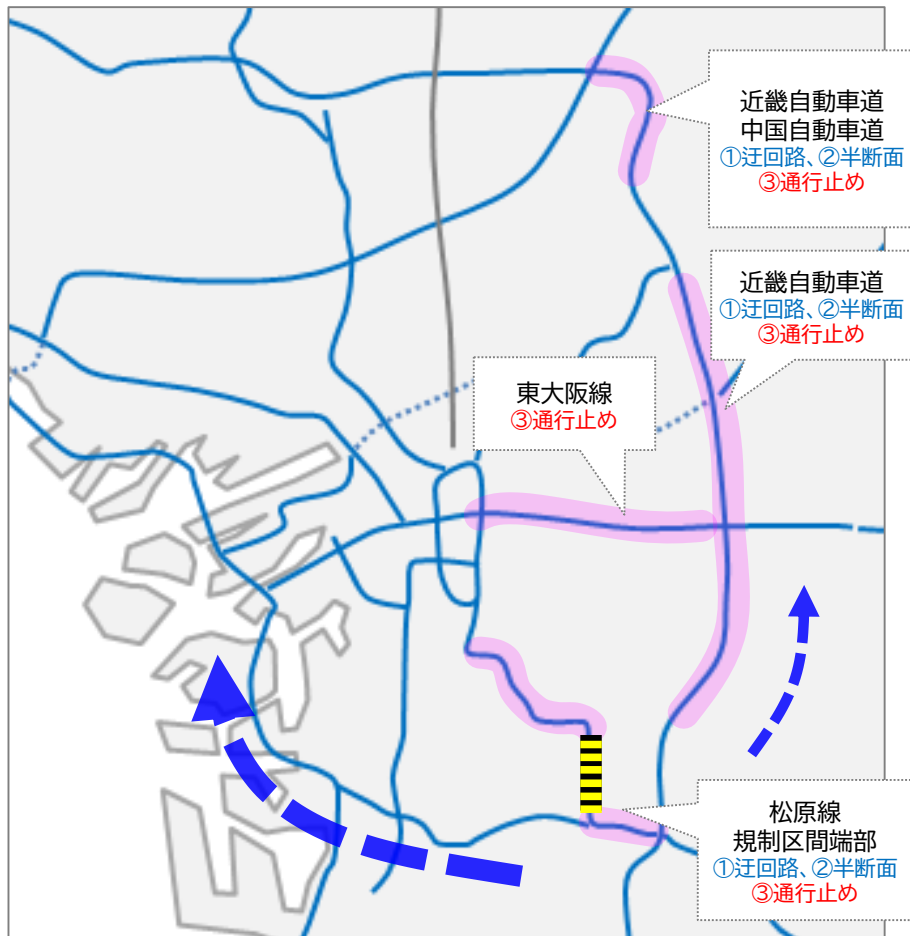 近畿自動車道
中国自動車道
①迂回路、②半断面
③通行止め
近畿自動車道
①迂回路、②半断面
③通行止め
東大阪線
③通行止め
松原線
規制区間端部
①迂回路、②半断面
③通行止め